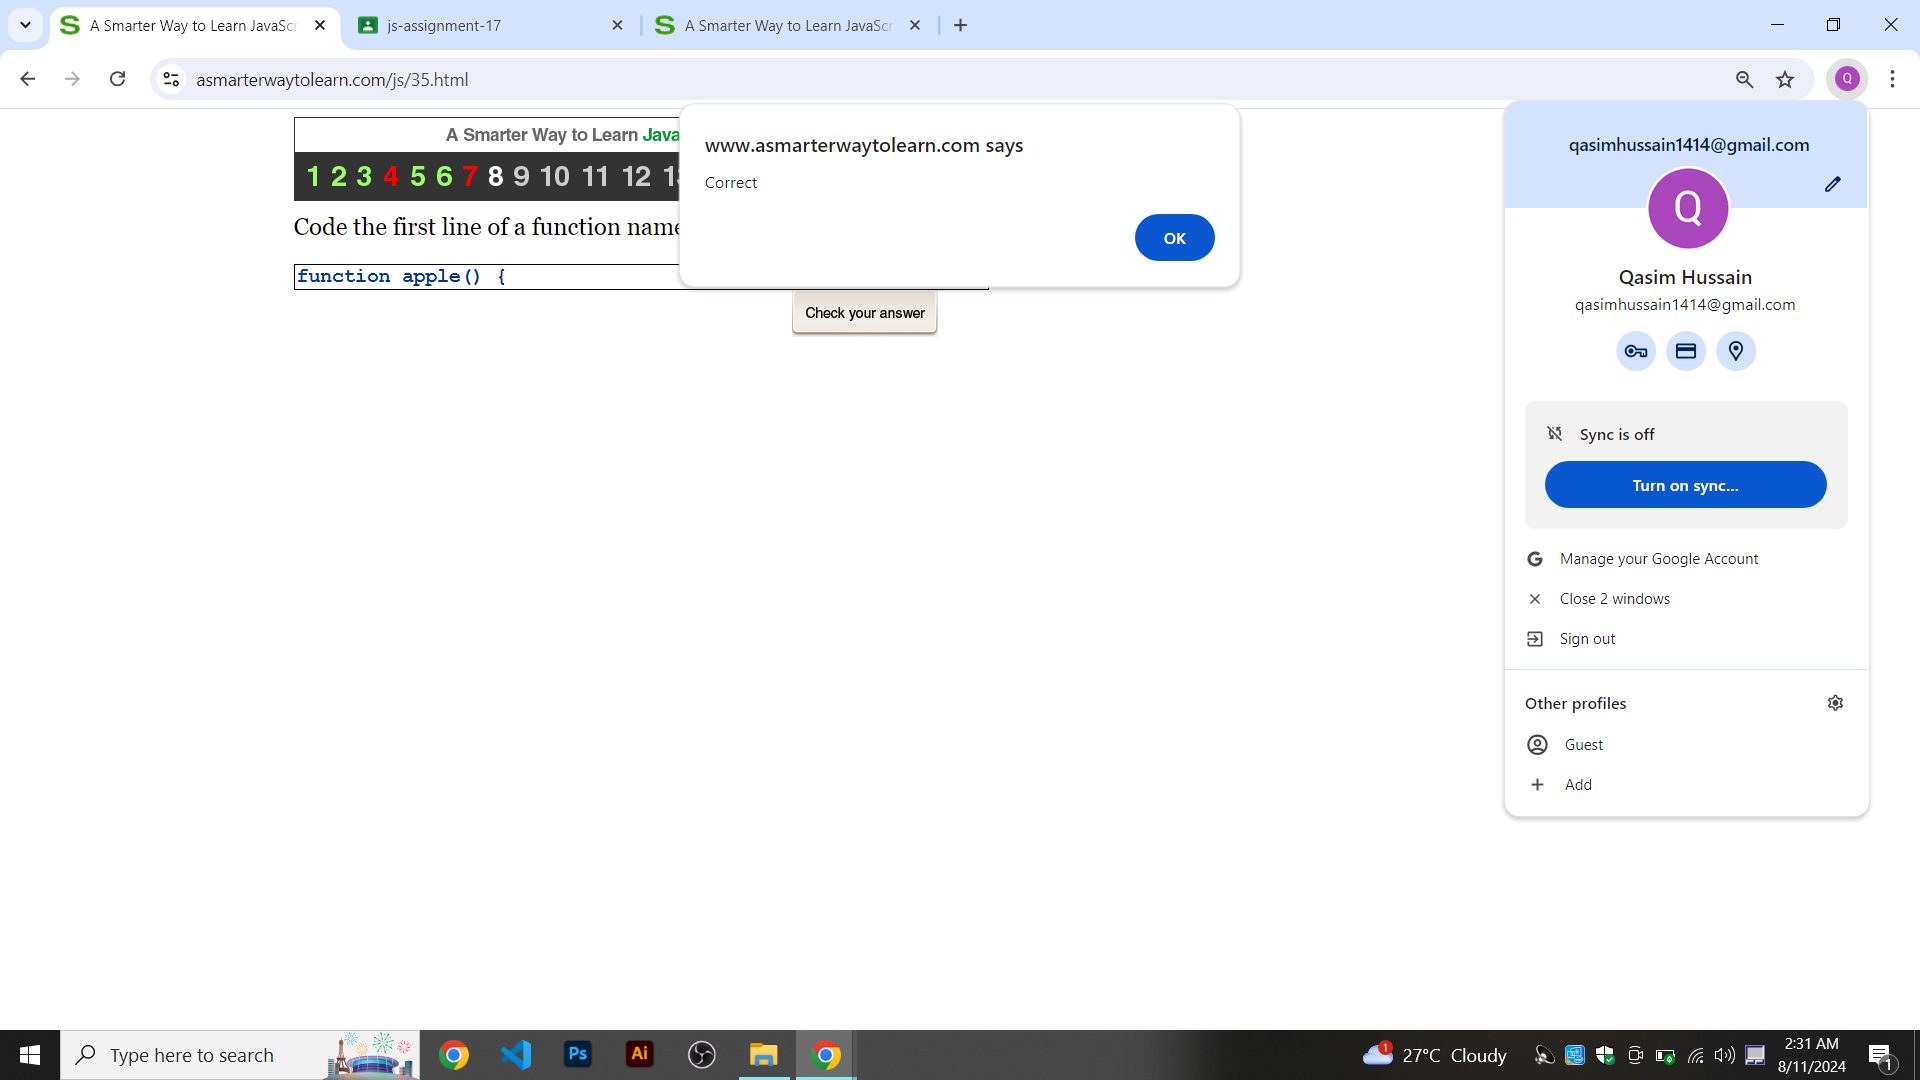 A Smarter Way to Learn JavaScr
js-assignment-17
A Smarter Way to Learn JavaScr
asmarterwaytolearn.com/js/35.html
Q
A Smarter Way to Learn Java
1 2 3 4 5 6 7 8 9 10 11 12
Code the first line of a function name
function apple() {
Check your answer
www.asmarterwaytolearn.com says
Correct
OK
qasimhussain1414@gmail.com
Q
Qasim Hussain
qasimhussain1414@gmail.com
Sync is off
Turn on sync...
Manage your Google Account
Close 2 windows
Sign out
Other profiles
Guest
Add
Type here to search
Ps
Ai
1
27°C Cloudy
2:31 AM
8/11/2024
1